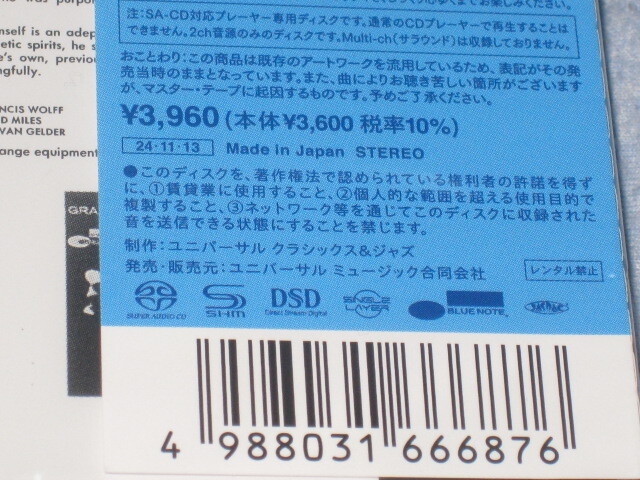 mself is an adep
etic spirits, he s
e's own, previou
ngfully.
NCIS WOLFF
D MILES
VAN GELDER
ange equipment
GRA
注:SA-CD対応プレーヤー専用ディスクです。通常のCDプレーヤーで再生することは
できません。2ch音源のみのディスクです。Multi-ch(サラウンド)は収録しておりません。
おことわり:この商品は既存のアートワークを流用しているため、表記がその発
売当時のままとなっています。また、曲によりお聴き苦しい箇所がございます
が、マスター・テープに起因するものです。予めご了承ください。
¥3,960(本体¥3,600 税率10%)
24・11・13 Made in Japan STEREO
●このディスクを、著作権法で認められている権利者の許諾を得ず
に、①賃貸業に使用すること、②個人的な範囲を超える使用目的で
複製すること、③ネットワーク等を通じてこのディスクに収録された
音を送信できる状態にすることを禁じます。
制作:ユニバーサル クラシックス&ジャズ
発売・販売元:ユニバーサル ミュージック合同会社
レンタル禁止
SUPER AUDIO CD
SHM
DSD
Direct Stream Digital
SINGLE LAYER
BLUE NOTE
4 988031 666876